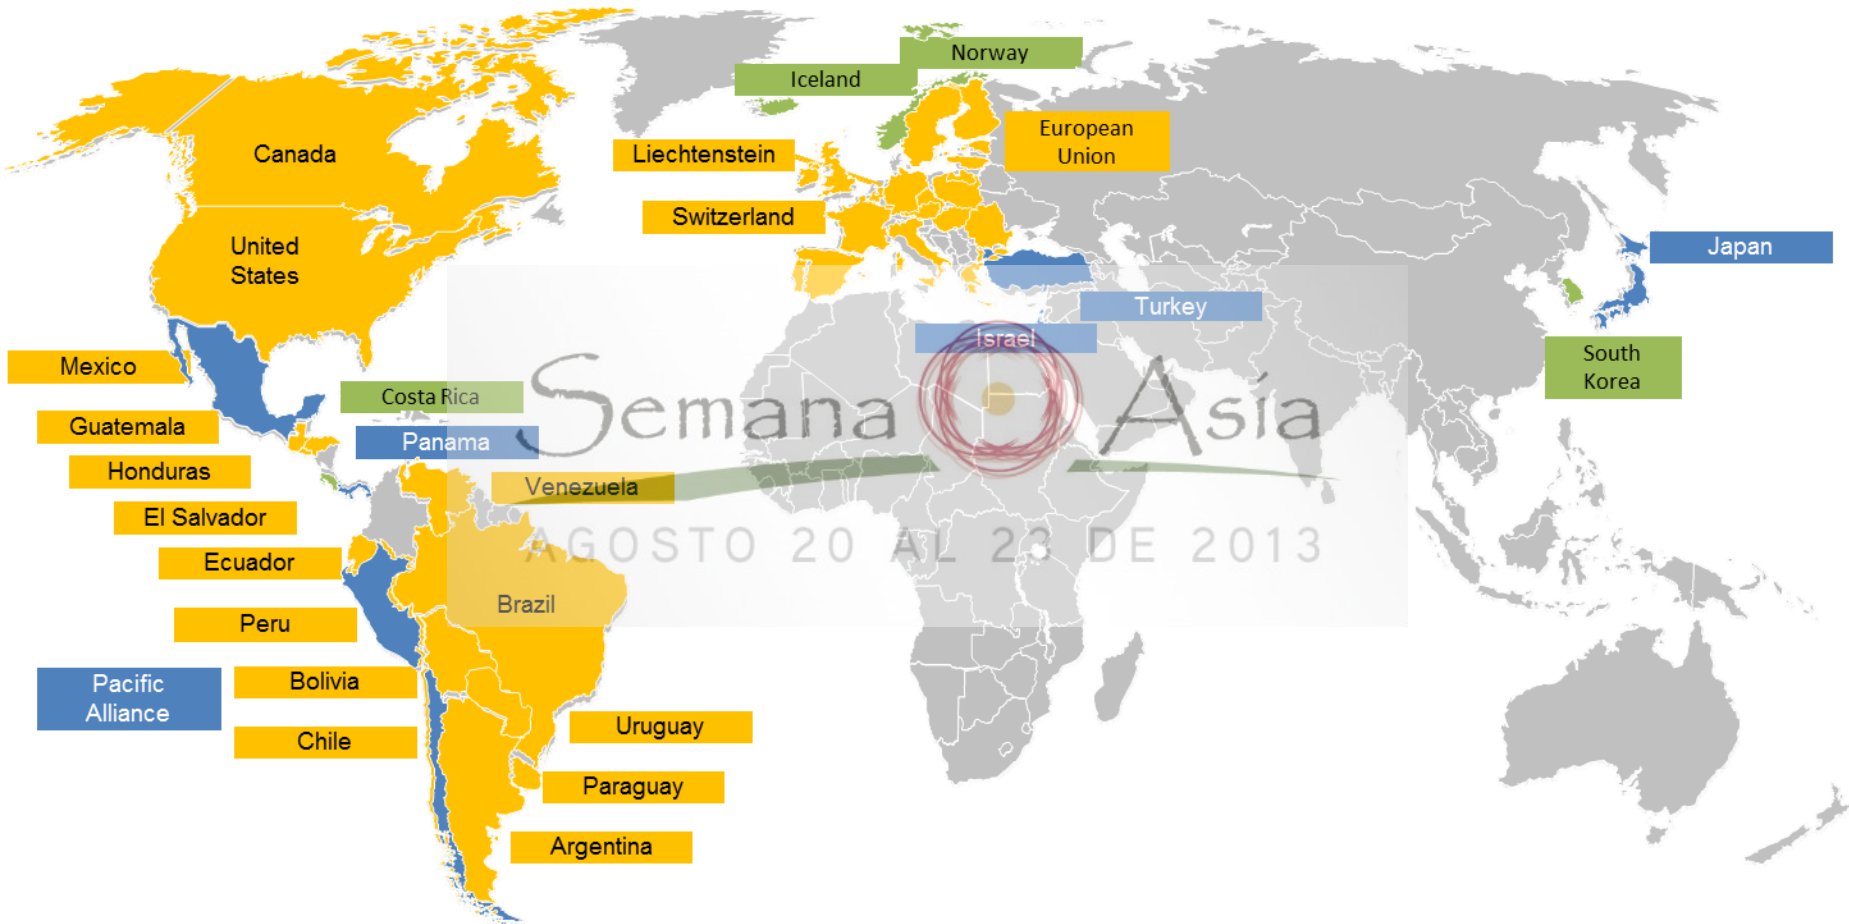 Norway
Iceland
European
Union
Canada
Liechtenstein
Switzerland
United
States
Japan
Turkey
Israel
Mexico
South
Korea
Costa Rica
Semana Asía
Guatemala
Panama
Honduras
Venezuela
El Salvador
AGOSTO 20 AL 23 DE 2013
Ecuador
Brazil
Peru
Pacific
Alliance
Bolivia
Uruguay
Chile
Paraguay
Argentina